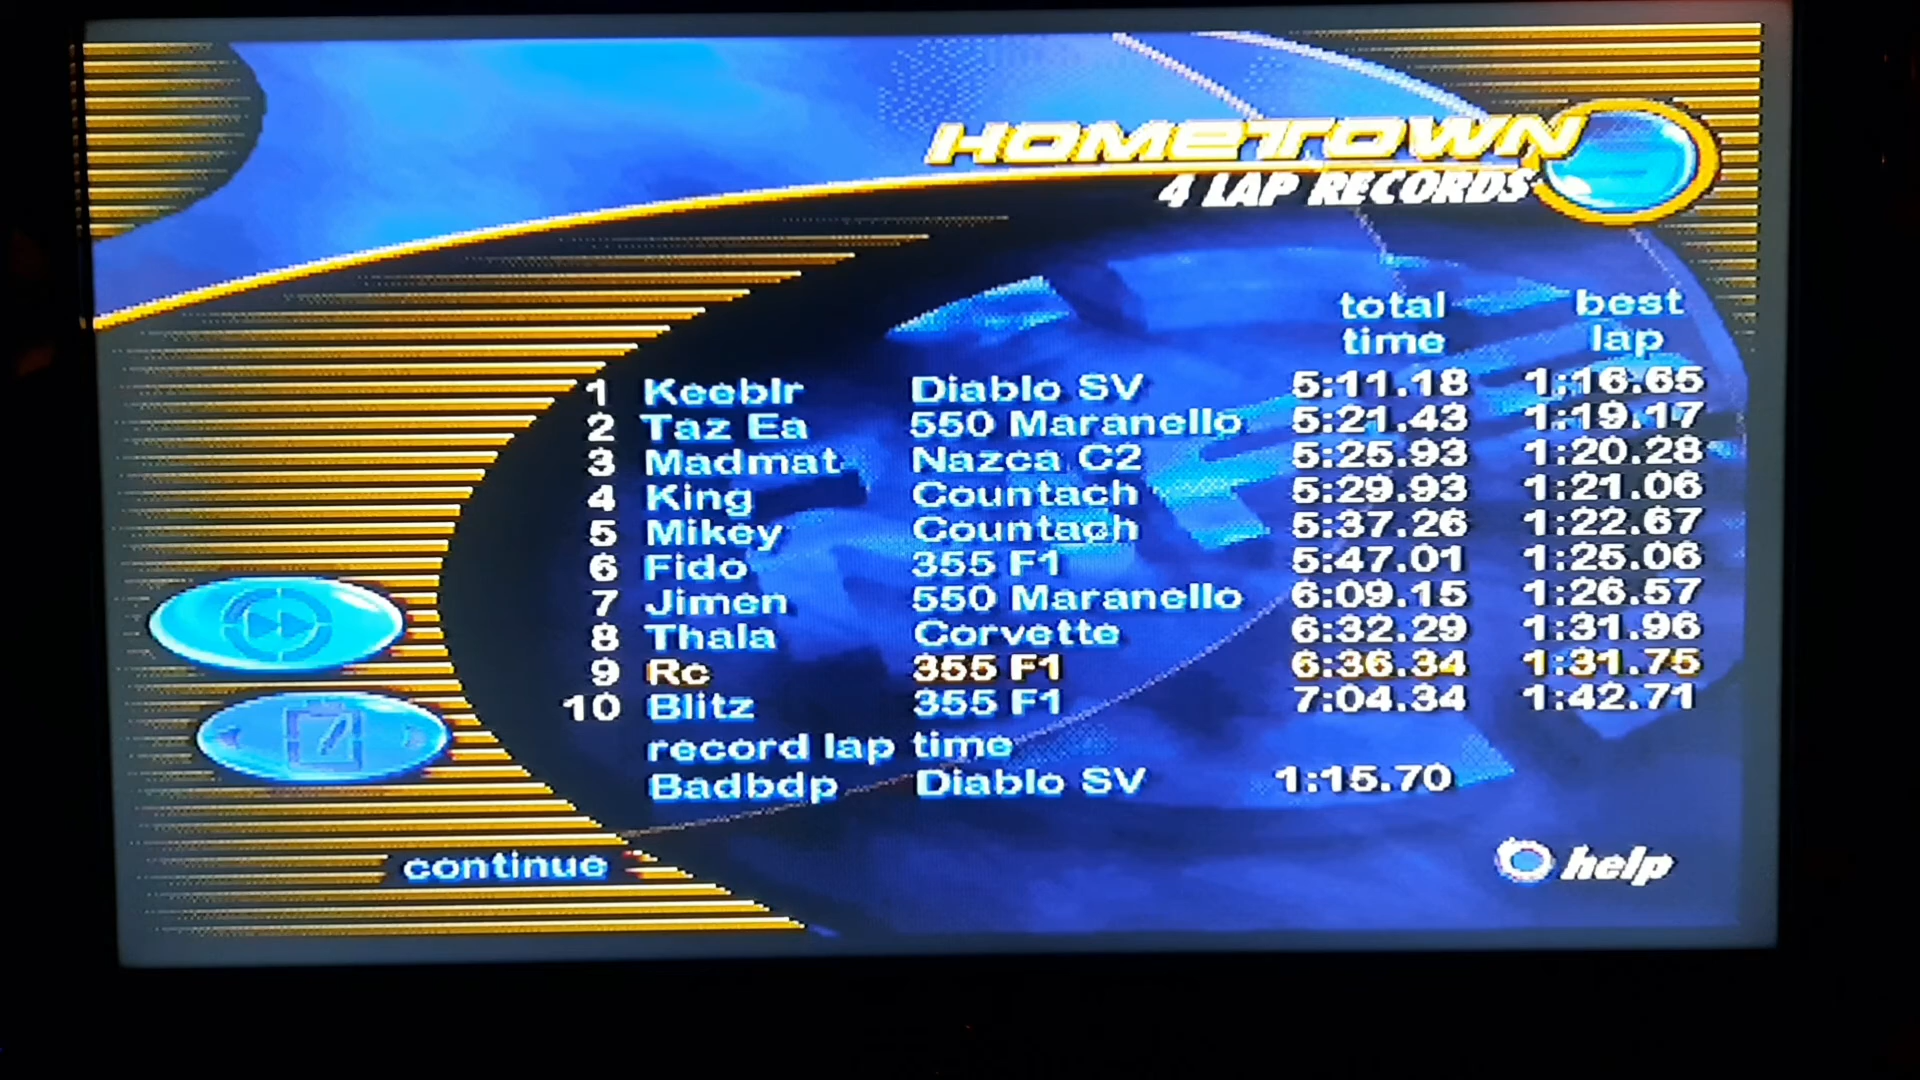 HOMETOWN
4 LAP RECORDS
total time best lap
1 Keeblr Diablo SV 5:11.18 1:16.65
2 Taz Ea 550 Maranello 5:21.43 1:19.17
3 Madmat Nazca C2 5:25.93 1:20.28
4 King Countach 5:29.93 1:21.06
5 Mikey Countach 5:37.26 1:22.67
6 Fido 355 F1 5:47.01 1:25.06
7 Jimen 550 Maranello 6:09.15 1:26.57
8 Thala Corvette 6:32.29 1:31.96
9 Rc 355 F1 6:36.34 1:31.75
10 Blitz 355 F1 7:04.34 1:42.71
record lap time
Badbdp Diablo SV 1:15.70
continue
help